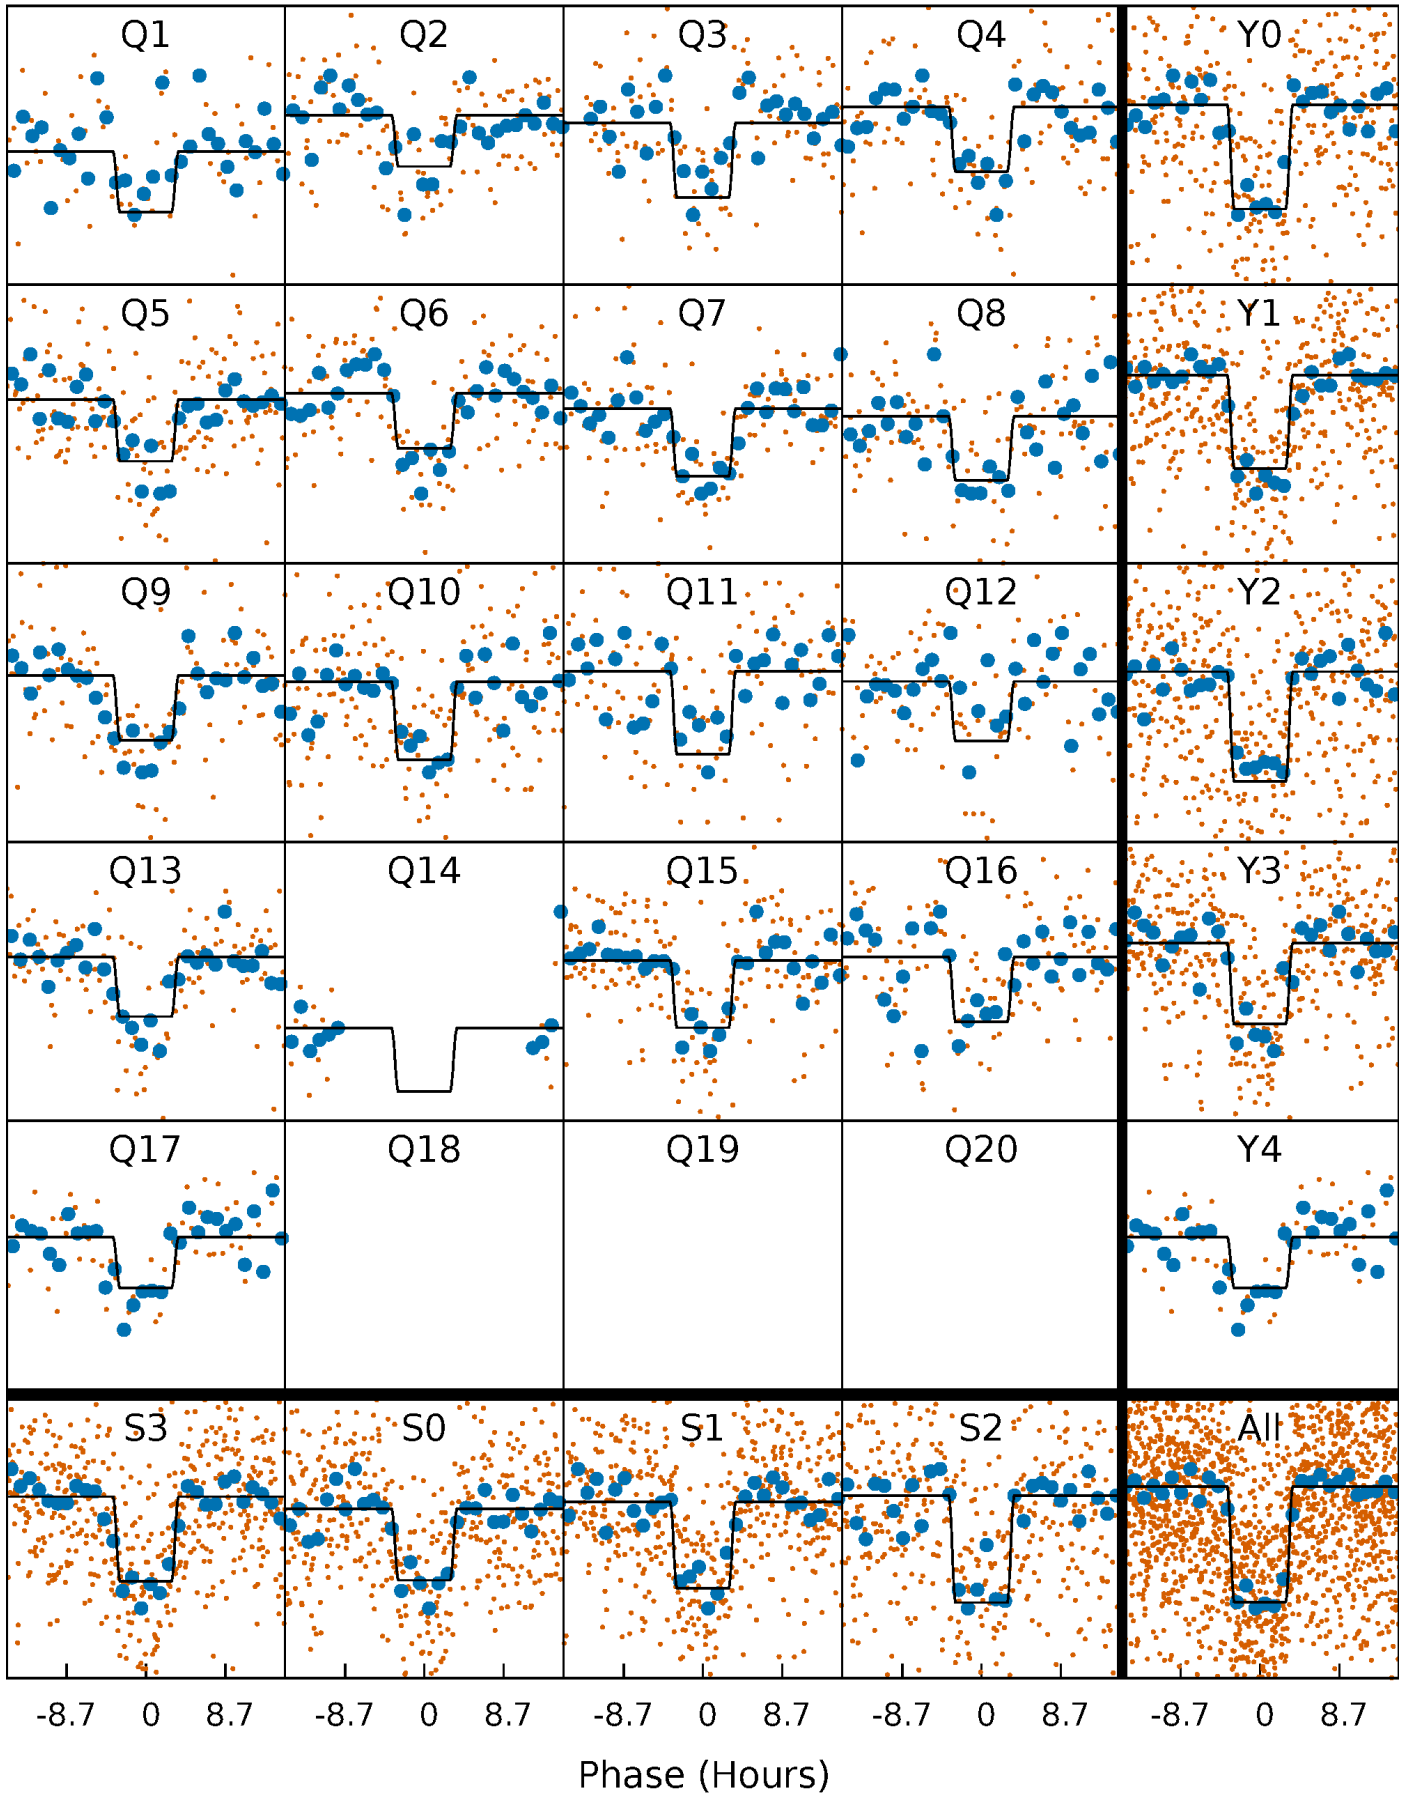 Q1 Q2 Q3 Q4 Y0
Q5 Q6 Q7 Q8 Y1
Q9 Q10 Q11 Q12 Y2
Q13 Q14 Q15 Q16 Y3
Q17 Q18 Q19 Q20 Y4
S3 S0 S1 S2 All
-8.7 0 8.7 -8.7 0 8.7 -8.7 0 8.7 -8.7 0 8.7 -8.7 0 8.7
Phase (Hours)